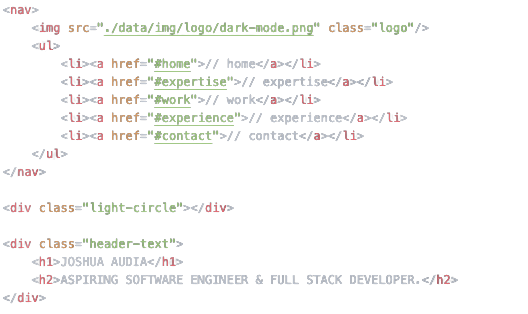 <nav>
    <img src="./data/img/logo/dark-mode.png" class="logo"/>
    <ul>
        <li><a href="#home">// home</a></li>
        <li><a href="#expertise">// expertise</a></li>
        <li><a href="#work">// work</a></li>
        <li><a href="#experience">// experience</a></li>
        <li><a href="#contact">// contact</a></li>
    </ul>
</nav>

<div class="light-circle"></div>

<div class="header-text">
    <h1>JOSHUA AUDIA</h1>
    <h2>ASPIRING SOFTWARE ENGINEER & FULL STACK DEVELOPER.</h2>
</div>